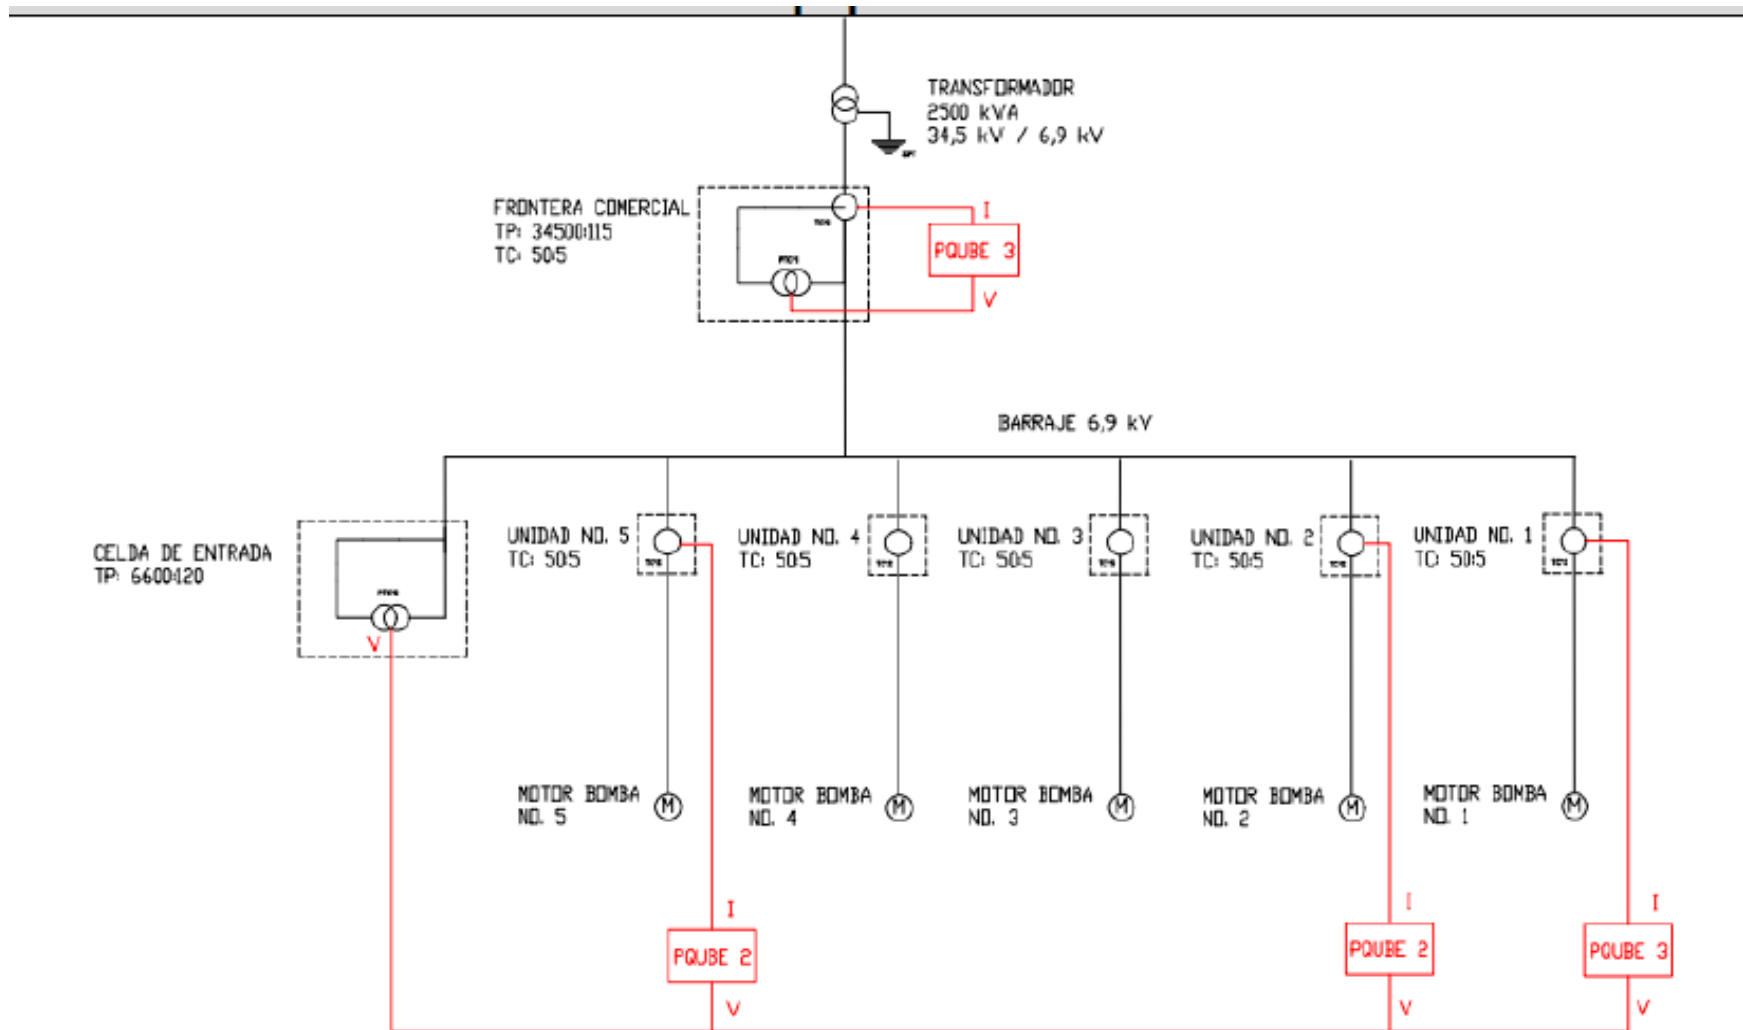 TRANSFORMADOR
2500 kVA
34,5 kV / 6,9 kV
FRONTERA COMERCIAL
TP: 34500:115
TC: 50:5
I
PQUBE 3
V
BARRAJE 6,9 kV
CELDA DE ENTRADA
TP: 6600:120
V
UNIDAD NO. 5
TC: 50:5
UNIDAD NO. 4
TC: 50:5
UNIDAD NO. 3
TC: 50:5
UNIDAD NO. 2
TC: 50:5
UNIDAD NO. 1
TC: 50:5
MOTOR BOMBA
NO. 5
M
MOTOR BOMBA
NO. 4
M
MOTOR BOMBA
NO. 3
M
MOTOR BOMBA
NO. 2
M
MOTOR BOMBA
NO. 1
M
I
PQUBE 2
V
I
PQUBE 2
V
I
PQUBE 3
V